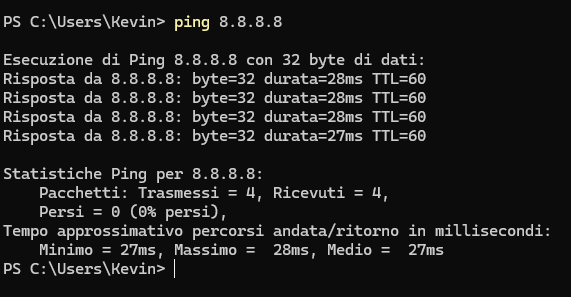 PS C:\Users\Kevin> ping 8.8.8.8
Esecuzione di Ping 8.8.8.8 con 32 byte di dati:
Risposta da 8.8.8.8: byte=32 durata=28ms TTL=60
Risposta da 8.8.8.8: byte=32 durata=28ms TTL=60
Risposta da 8.8.8.8: byte=32 durata=28ms TTL=60
Risposta da 8.8.8.8: byte=32 durata=27ms TTL=60
Statistiche Ping per 8.8.8.8:
    Pacchetti: Trasmessi = 4, Ricevuti = 4,
    Persi = 0 (0% persi),
Tempo approssimativo percorsi andata/ritorno in millisecondi:
    Minimo = 27ms, Massimo =  28ms, Medio =  27ms
PS C:\Users\Kevin>